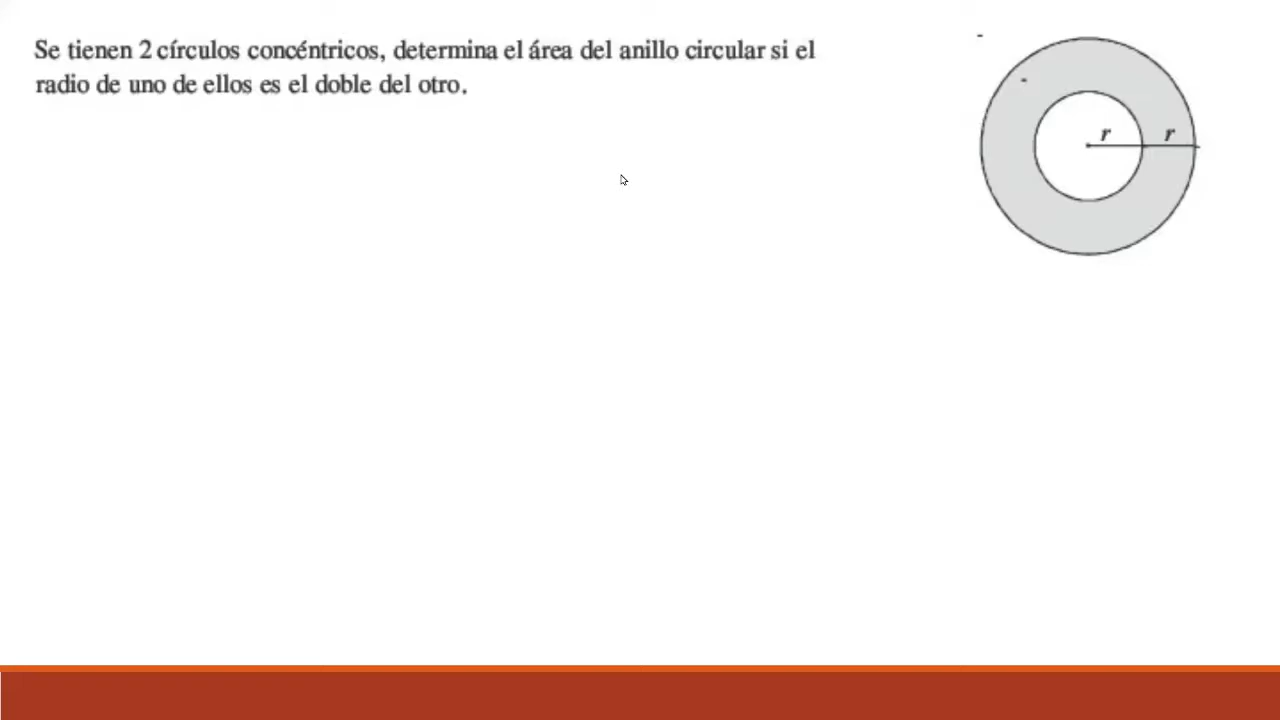 Se tienen 2 círculos concéntricos, determina el área del anillo circular si el
radio de uno de ellos es el doble del otro.
r r